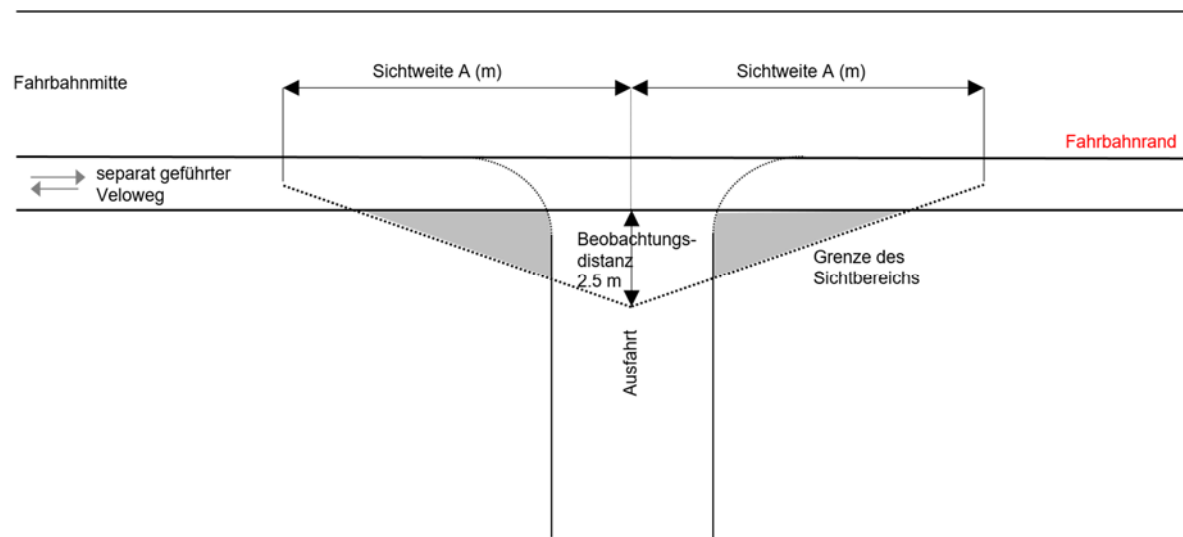 Sichtweite A (m)
Sichtweite A (m)
Fahrbahnmitte
Fahrbahnrand
separat geführter
Veloweg
Beobachtungs-
distanz
2.5 m
Grenze des
Sichtbereichs
Ausfahrt